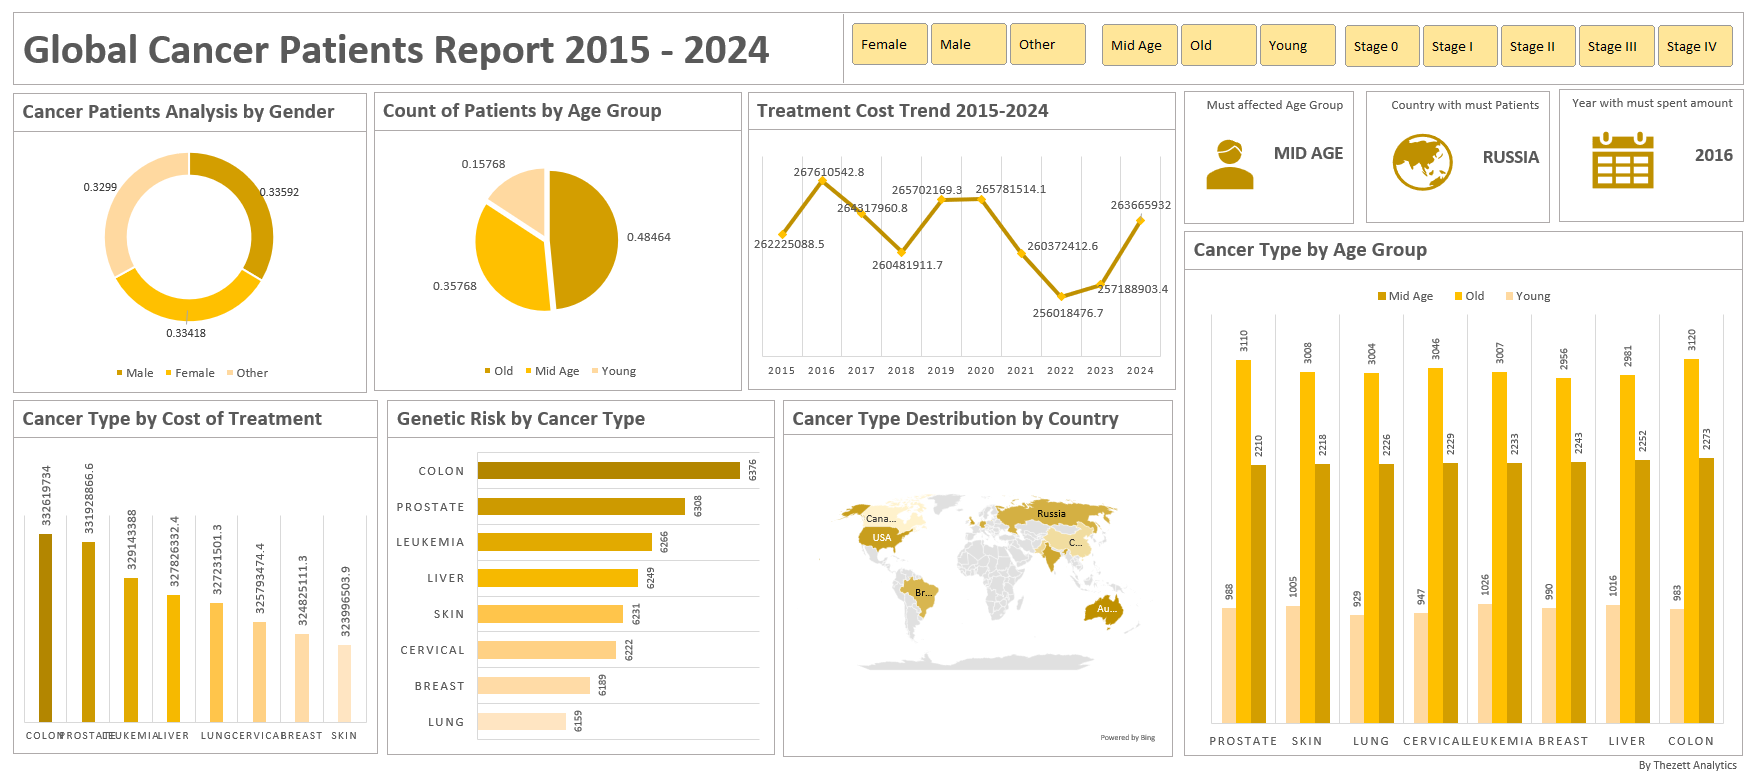 Global Cancer Patients Report 2015 - 2024
Female
Male
Other
Mid Age
Old
Young
Stage 0
Stage I
Stage II
Stage III
Stage IV
Cancer Patients Analysis by Gender
0.3299
0.33592
0.33418
Male
Female
Other
Count of Patients by Age Group
0.15768
0.48464
0.35768
Old
Mid Age
Young
Treatment Cost Trend 2015-2024
262225088.5
267610542.8
264317960.8
260481911.7
265702169.3
265781514.1
260372412.6
256018476.7
257188903.4
263665932
2015
2016
2017
2018
2019
2020
2021
2022
2023
2024
Must affected Age Group
MID AGE
Country with must Patients
RUSSIA
Year with must spent amount
2016
Cancer Type by Cost of Treatment
332619734
331928866.6
329143388
327826332.4
327231501.3
325793474.4
324825111.3
323996503.9
COLON
PROSTATE
LEUKEMIA
LIVER
LUNG
CERVICAL
BREAST
SKIN
Genetic Risk by Cancer Type
COLON
6376
PROSTATE
6308
LEUKEMIA
6266
LIVER
6249
SKIN
6231
CERVICAL
6222
BREAST
6189
LUNG
6159
Cancer Type Destribution by Country
Cana...
USA
Russia
C...
Br...
Au...
Powered by Bing
Cancer Type by Age Group
Mid Age
Old
Young
988
3110
2210
1005
3008
2218
929
3004
2226
947
3046
2229
1026
3007
2233
990
2956
2243
1016
2981
2252
983
3120
2273
PROSTATE
SKIN
LUNG
CERVICAL
LEUKEMIA
BREAST
LIVER
COLON
By Thezett Analytics